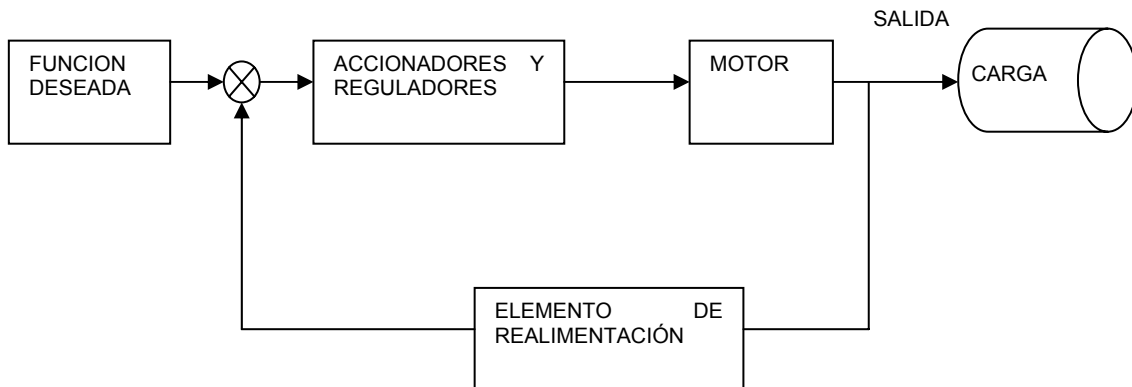 SALIDA
FUNCION
DESEADA
ACCIONADORES Y
REGULADORES
MOTOR
CARGA
ELEMENTO DE
REALIMENTACIÓN